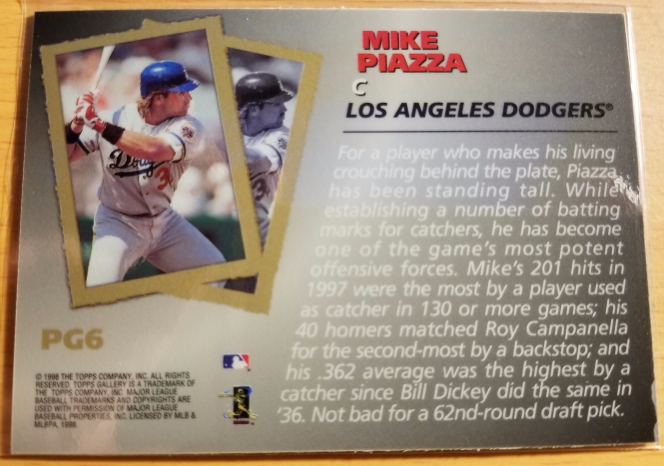 MIKE
PIAZZA
C
LOS ANGELES DODGERS®
For a player who makes his living
crouching behind the plate, Piazza
has been standing tall. While
establishing a number of batting
marks for catchers, he has become
one of the game's most potent
offensive forces. Mike's 201 hits in
1997 were the most by a player used
as catcher in 130 or more games; his
40 homers matched Roy Campanella
for the second-most by a backstop; and
his .362 average was the highest by a
catcher since Bill Dickey did the same in
'36. Not bad for a 62nd-round draft pick.
Dodg
3
3
PG6
© 1998 THE TOPPS COMPANY, INC. ALL RIGHTS
RESERVED. TOPPS GALLERY IS A TRADEMARK OF
THE TOPPS COMPANY, INC. MAJOR LEAGUE
BASEBALL TRADEMARKS AND COPYRIGHTS ARE
USED WITH PERMISSION OF MAJOR LEAGUE
BASEBALL PROPERTIES, INC. LICENSED BY MLB &
MLBPA, 1998